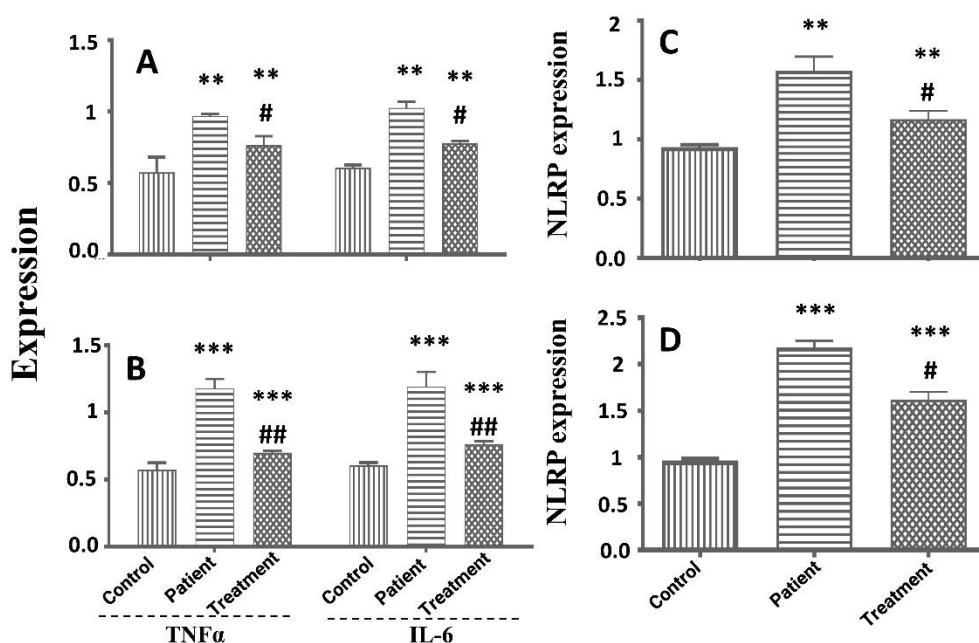 Expression
A
1.5
1
0.5
0.0
** ** ** **
# #
B
1.5
1
0.5
0.0
*** *** *** ***
## ##
Control Patient Treatment Control Patient Treatment
TNFα IL-6
C
NLRP expression
2
1.5
1
0.5
0.0
** **
#
D
NLRP expression
2.5
2
1.5
1
0.5
0.0
*** ***
#
Control Patient Treatment